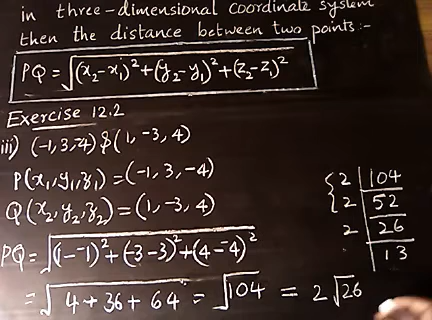 in three-dimensional coordinate system
then the distance between two points:-
PQ = √(x₂-x₁)²+(y₂-y₁)²+(z₂-z₁)²
Exercise 12.2
iii) (-1,3,-4) & (1,-3,4)
P(x₁,y₁,z₁) = (-1, 3, -4)
Q(x₂,y₂,z₂) = (1,-3,4)
PQ = √(1--1)²+(-3-3)²+(4--4)²
= √4+36+64 = √104 = 2√26
2 | 104
2 | 52
2 | 26
| 13